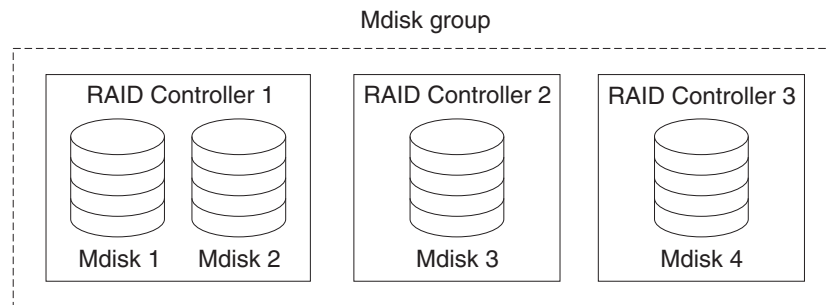 Mdisk group
RAID Controller 1
RAID Controller 2
RAID Controller 3
Mdisk 1
Mdisk 2
Mdisk 3
Mdisk 4